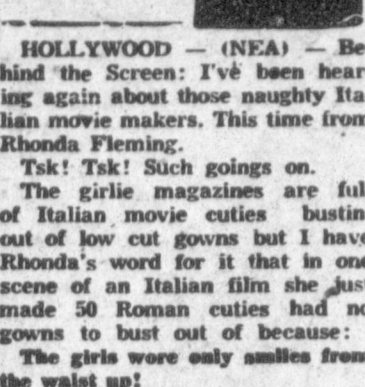 HOLLYWOOD — (NEA) — Be
hind the Screen: I've been hear
ing again about those naughty Ita
lian movie makers. This time from
Rhonda Fleming.
Tsk! Tsk! Such goings on.
The girlie magazines are ful
of Italian movie cuties bustin
out of low cut gowns but I have
Rhonda's word for it that in one
scene of an Italian film she just
made 50 Roman cuties had no
gowns to bust out of because:
The girls wore only smiles from
the waist up!